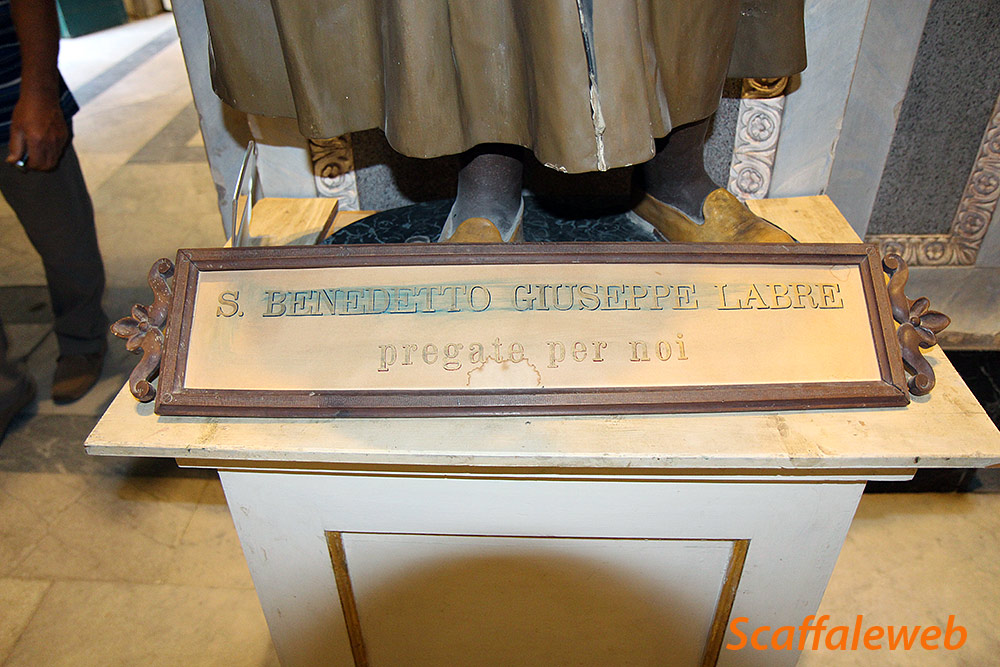 S. BENEDETTO GIUSEPPE LABRE
pregate per noi
Scaffaleweb